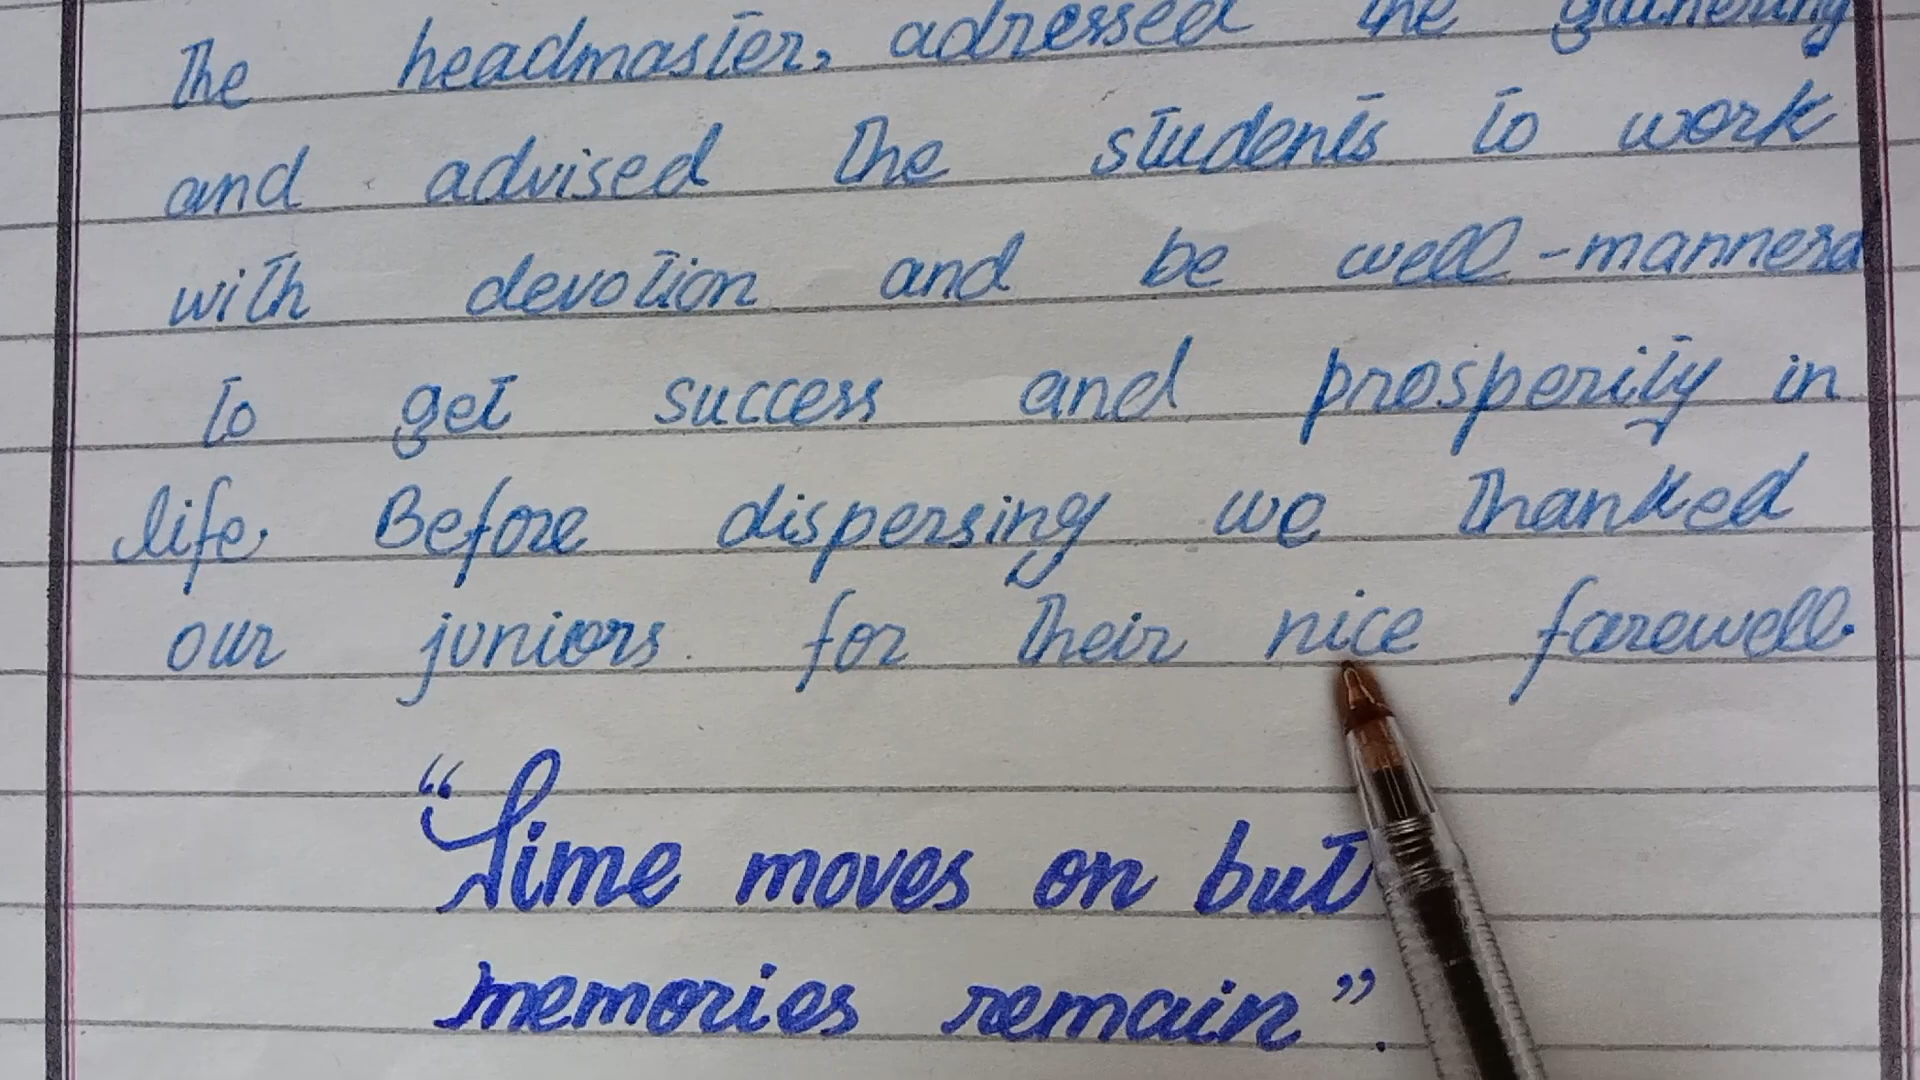 The headmaster, adressed the gathering
and advised the students to work
with devotion and be well-mannerd
to get success and prosperity in
life. Before dispersing we thanked
our juniors for their nice farewell.
“Time moves on but
memories remain”.